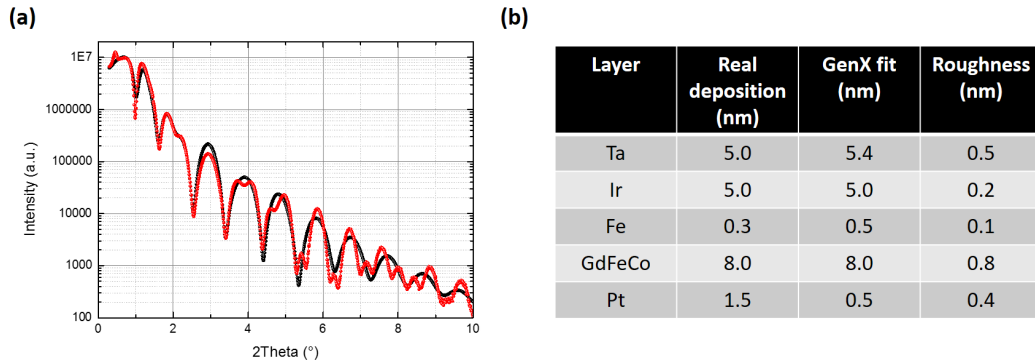 (a)
1E7
1000000
100000
10000
1000
100
Intensity (a.u.)
0 2 4 6 8 10
2Theta (°)
(b)
Layer Real deposition (nm) GenX fit (nm) Roughness (nm)
Ta 5.0 5.4 0.5
Ir 5.0 5.0 0.2
Fe 0.3 0.5 0.1
GdFeCo 8.0 8.0 0.8
Pt 1.5 0.5 0.4